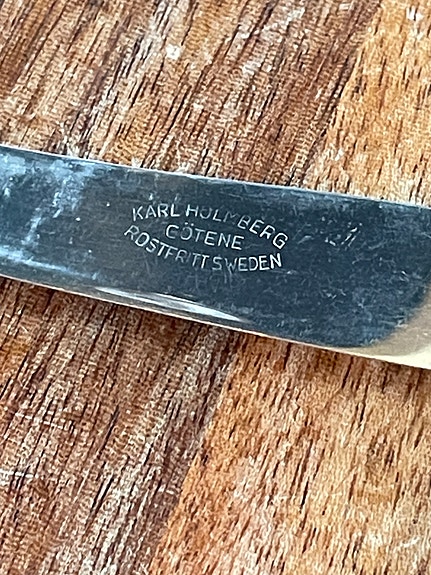 KARL HOLMBERG
GÖTENE
ROSTFRITT SWEDEN